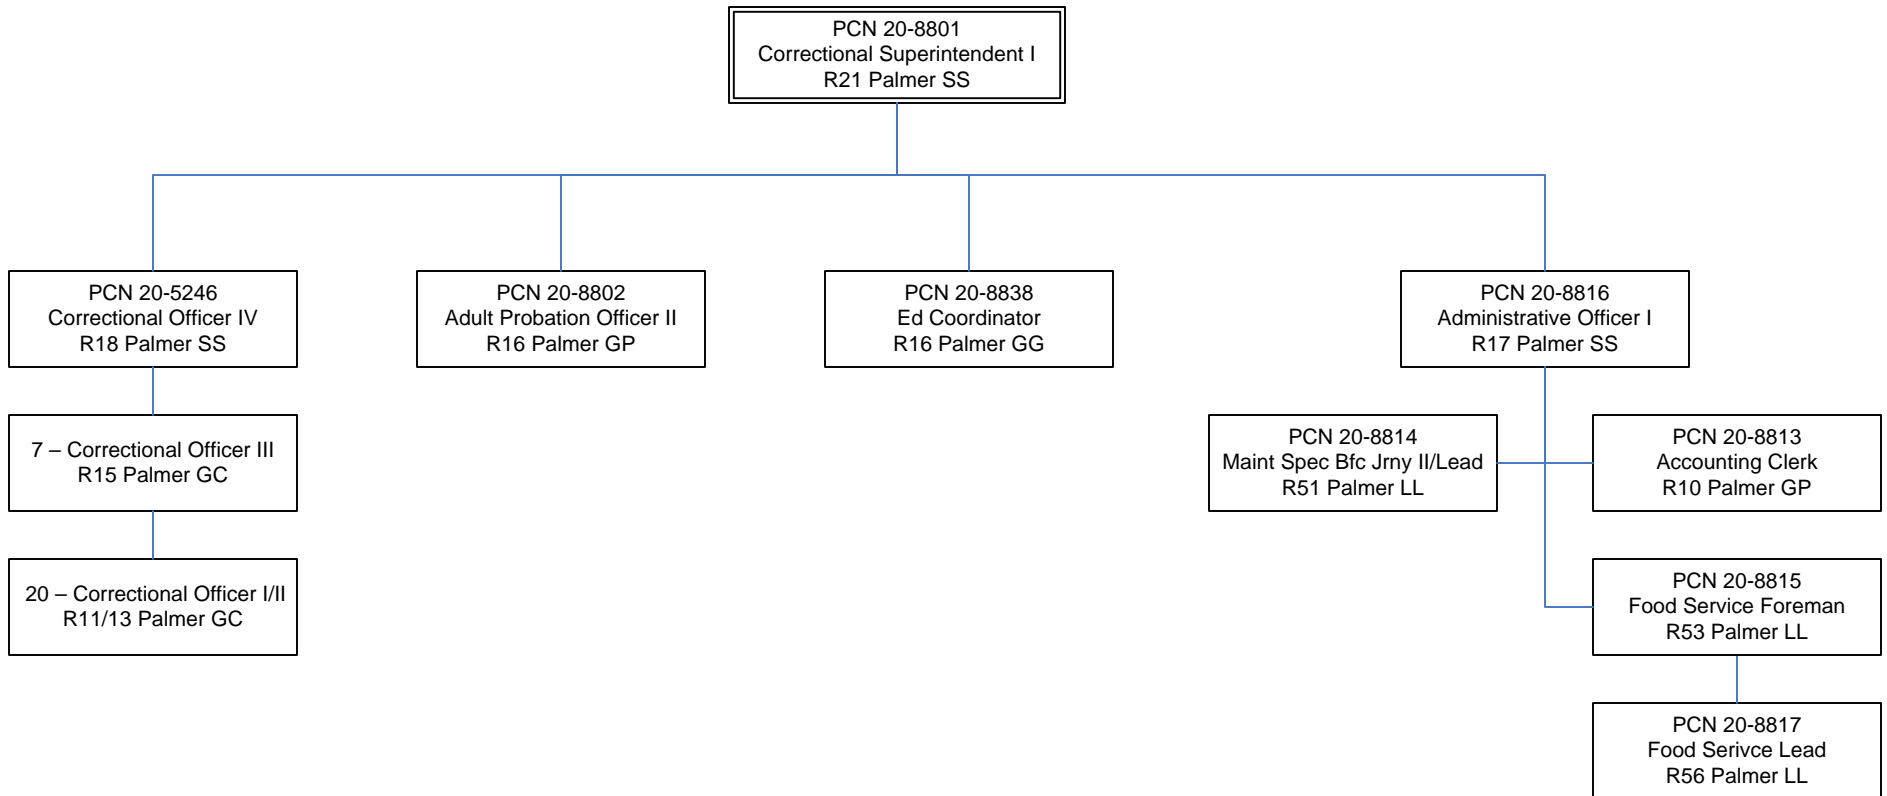 PCN 20-8801
Correctional Superintendent I
R21 Palmer SS
PCN 20-5246
Correctional Officer IV
R18 Palmer SS
PCN 20-8802
Adult Probation Officer II
R16 Palmer GP
PCN 20-8838
Ed Coordinator
R16 Palmer GG
PCN 20-8816
Administrative Officer I
R17 Palmer SS
7 – Correctional Officer III
R15 Palmer GC
PCN 20-8814
Maint Spec Bfc Jrny II/Lead
R51 Palmer LL
PCN 20-8813
Accounting Clerk
R10 Palmer GP
20 – Correctional Officer I/II
R11/13 Palmer GC
PCN 20-8815
Food Service Foreman
R53 Palmer LL
PCN 20-8817
Food Serivce Lead
R56 Palmer LL